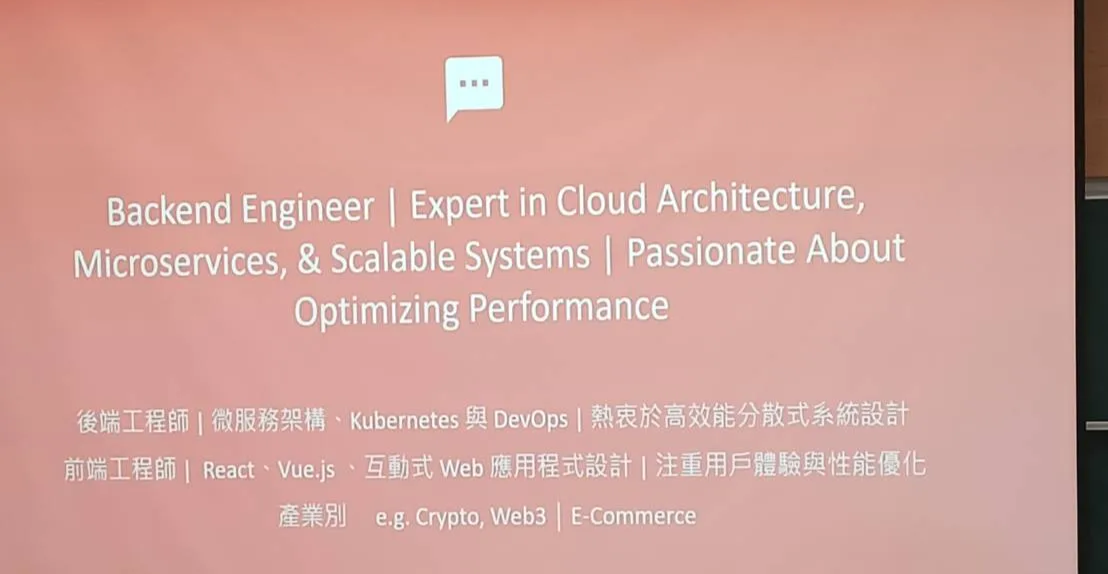 Backend Engineer | Expert in Cloud Architecture,
Microservices, & Scalable Systems | Passionate About
Optimizing Performance
後端工程師 | 微服務架構、Kubernetes 與 DevOps | 熱衷於高效能分散式系統設計
前端工程師 | React、Vue.js 、互動式 Web 應用程式設計 | 注重用戶體驗與性能優化
產業別 e.g. Crypto, Web3 | E-Commerce